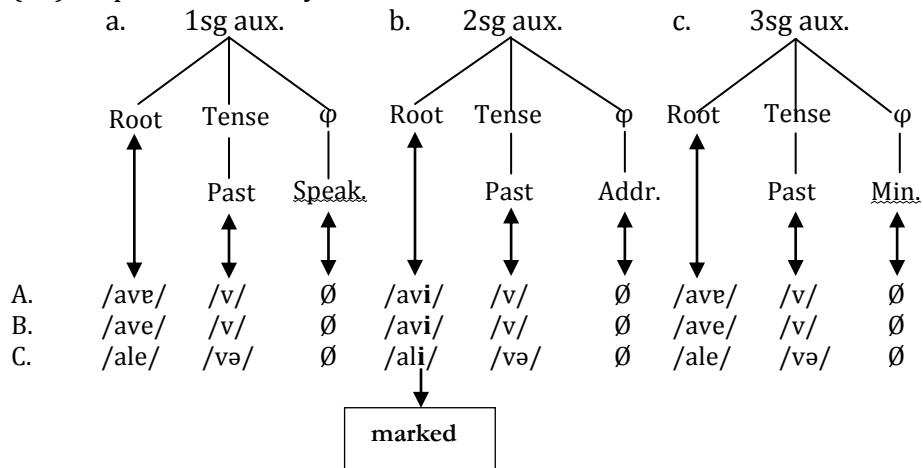 a. 1sg aux. b. 2sg aux. c. 3sg aux.
Root Tense φ Root Tense φ Root Tense φ
Past Speak. Past Addr. Past Min.
A. /avɐ/ /v/ Ø /avi/ /v/ Ø /avɐ/ /v/ Ø
B. /ave/ /v/ Ø /avi/ /v/ Ø /ave/ /v/ Ø
C. /ale/ /və/ Ø /ali/ /və/ Ø /ale/ /və/ Ø
marked